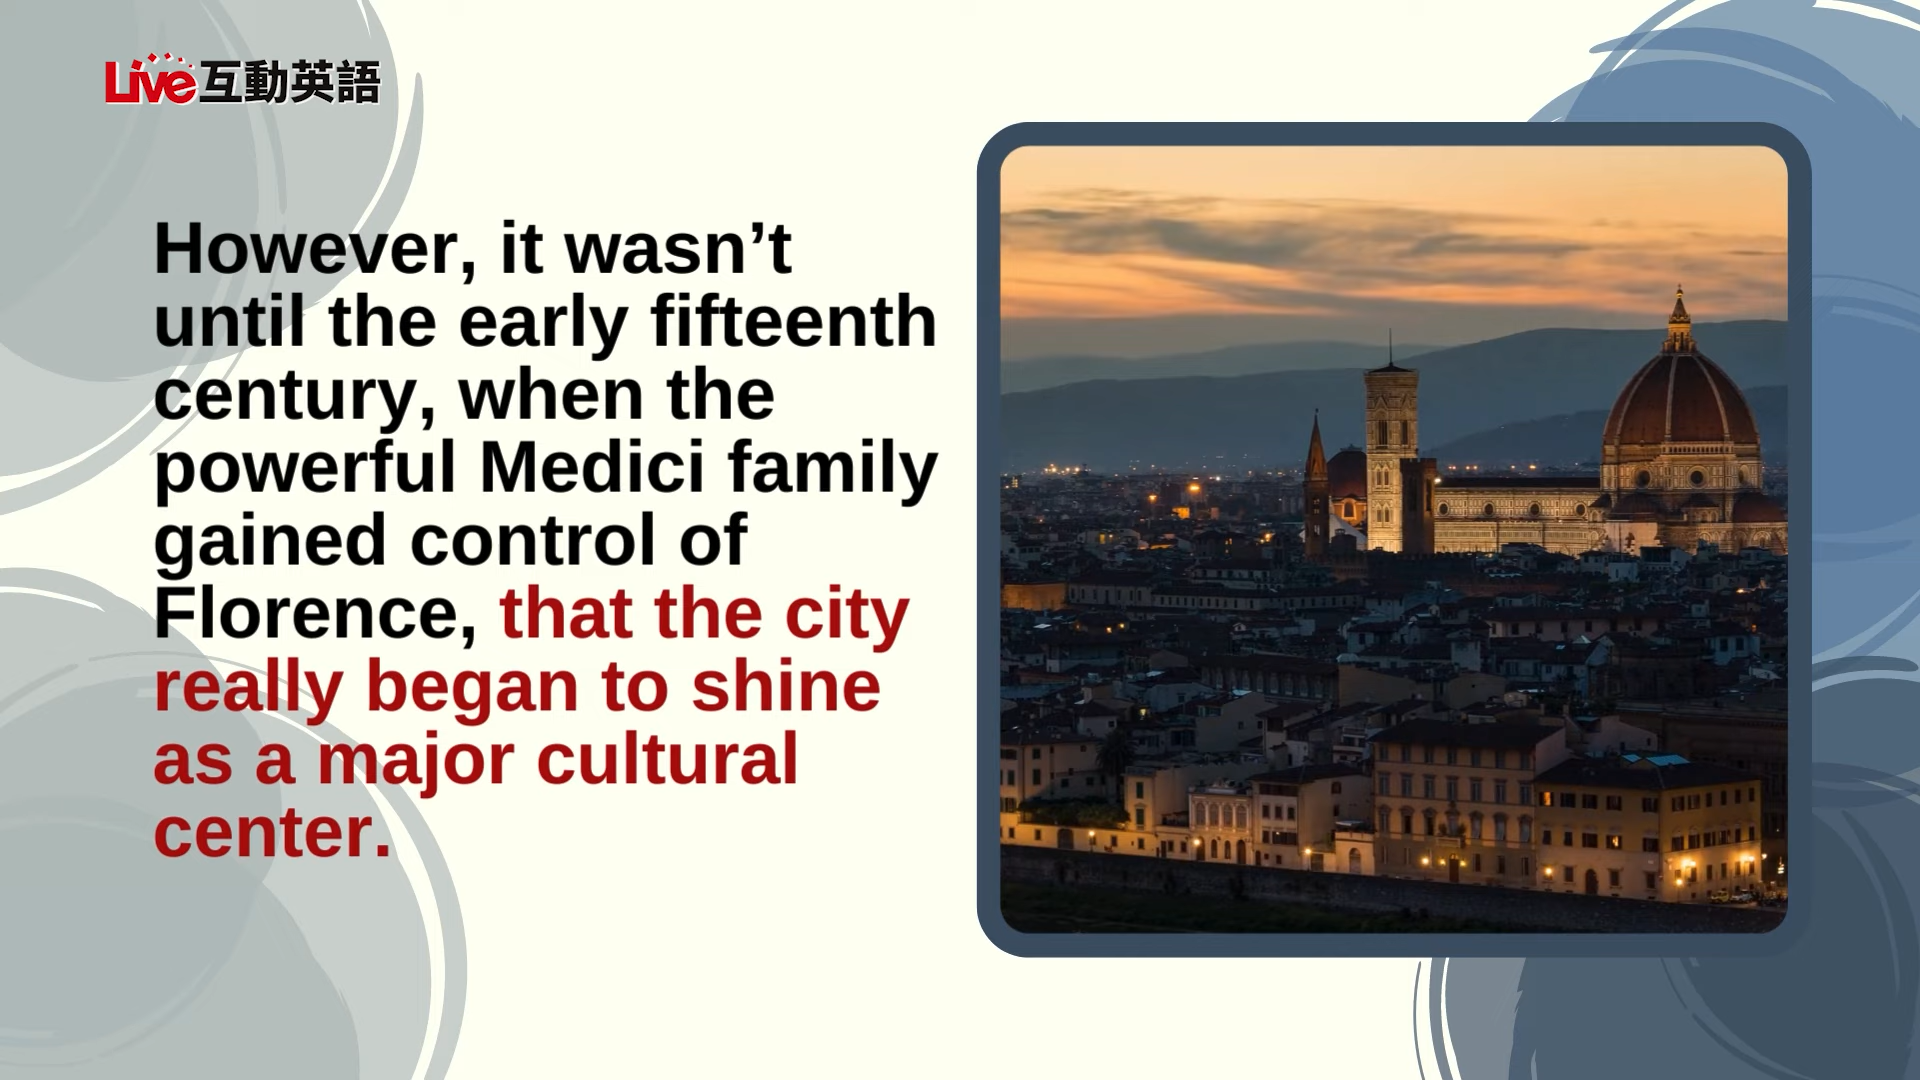 Live互動英語
However, it wasn’t
until the early fifteenth
century, when the
powerful Medici family
gained control of
Florence, that the city
really began to shine
as a major cultural
center.